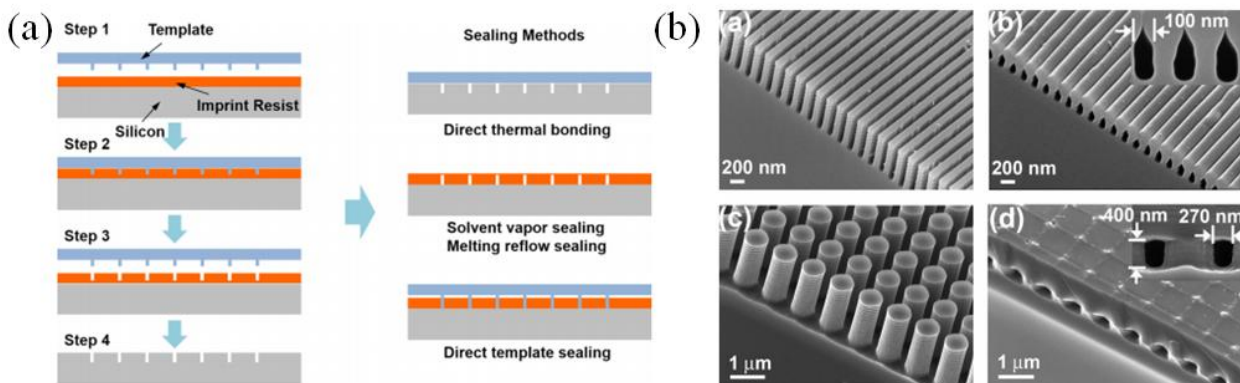 (a)
Step 1
Template
Imprint Resist
Silicon
Step 2
Step 3
Step 4
Sealing Methods
Direct thermal bonding
Solvent vapor sealing
Melting reflow sealing
Direct template sealing
(b)
(a)
200 nm
(b)
100 nm
200 nm
(c)
1 μm
(d)
400 nm
270 nm
1 μm